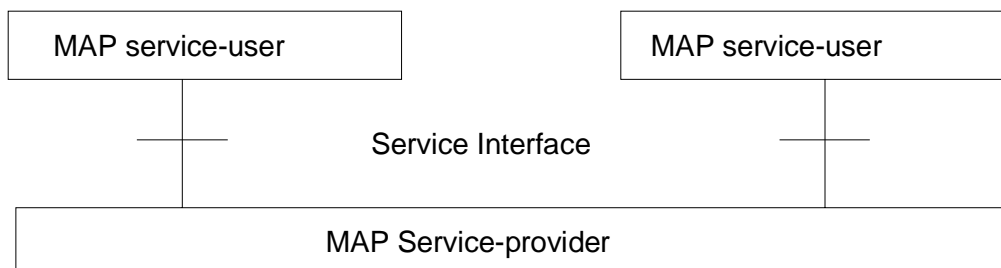 MAP service-user
MAP service-user
Service Interface
MAP Service-provider